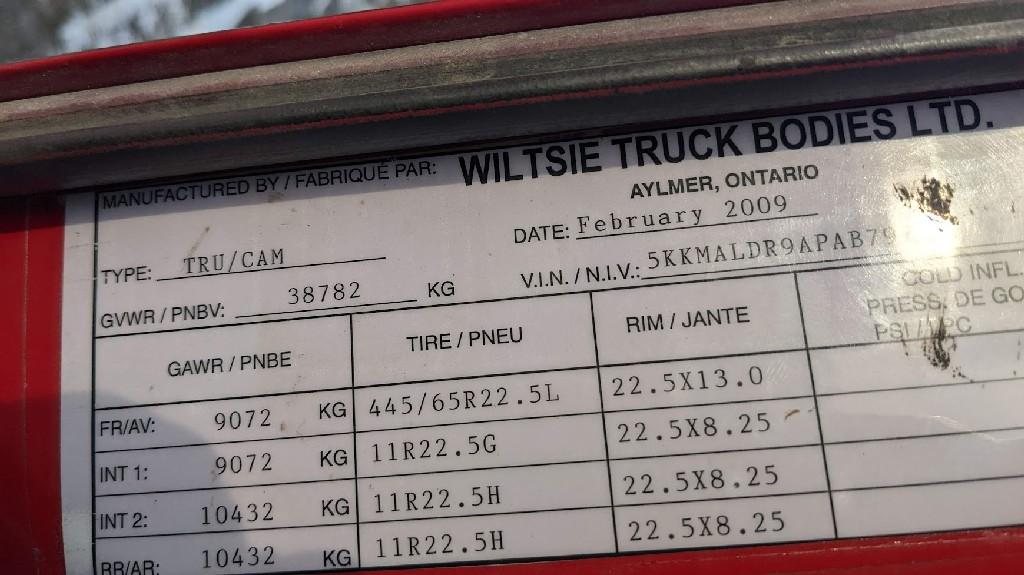 MANUFACTURED BY / FABRIQUÉ PAR: WILTSIE TRUCK BODIES LTD.
AYLMER, ONTARIO
DATE: February 2009
TYPE: TRU/CAM
V.I.N. / N.I.V.: 5KKMALDR9APAB79
GVWR / PNBV: 38782 KG
GAWR / PNBE TIRE / PNEU RIM / JANTE COLD INFL.
PRESS. DE GO
PSI / PC
FR/AV: 9072 KG 445/65R22.5L 22.5X13.0
INT 1: 9072 KG 11R22.5G 22.5X8.25
INT 2: 10432 KG 11R22.5H 22.5X8.25
RR/AR: 10432 KG 11R22.5H 22.5X8.25